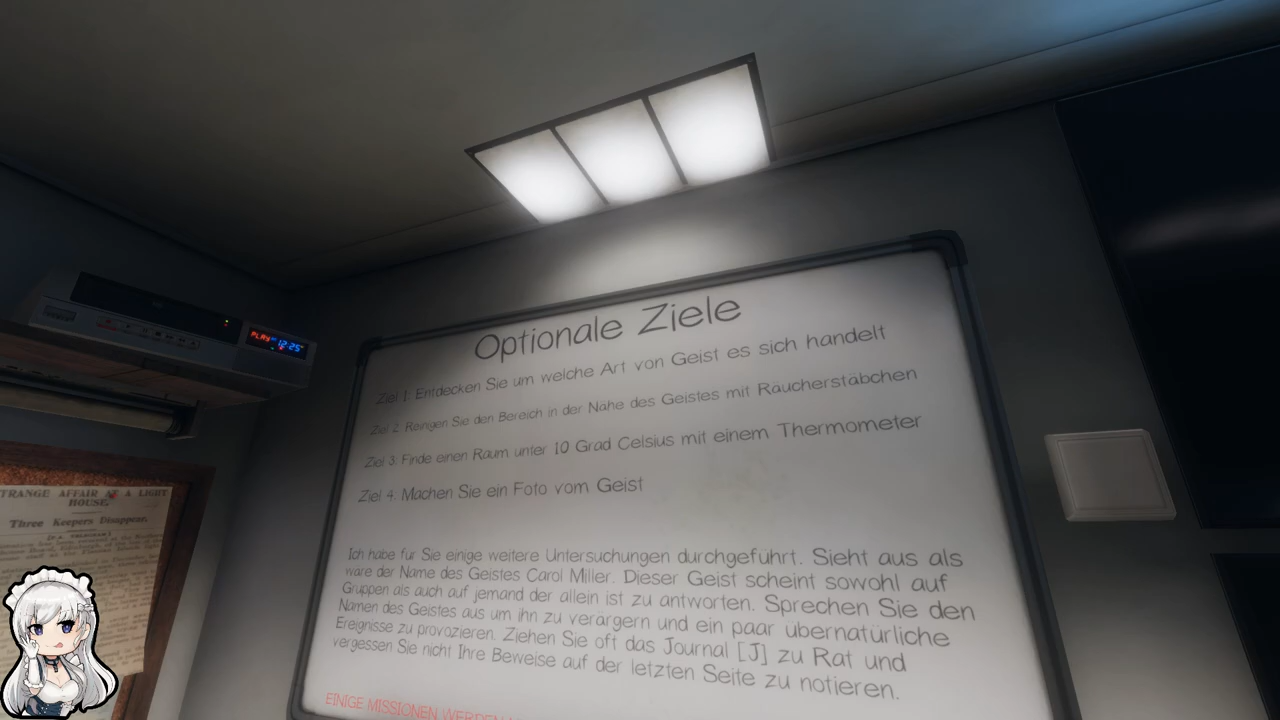 PLAY
12:25
Optionale Ziele
Ziel 1: Entdecken Sie um welche Art von Geist es sich handelt
Ziel 2: Reinigen Sie den Bereich in der Nähe des Geistes mit Räucherstäbchen
Ziel 3: Finde einen Raum unter 10 Grad Celsius mit einem Thermometer
Ziel 4: Machen Sie ein Foto vom Geist
Ich habe für Sie einige weitere Untersuchungen durchgeführt. Sieht aus als
wäre der Name des Geistes Carol Miller. Dieser Geist scheint sowohl auf
Gruppen als auch auf jemand der allein ist zu antworten. Sprechen Sie den
Namen des Geistes aus um ihn zu verärgern und ein paar übernatürliche
Ereignisse zu provozieren. Ziehen Sie oft das Journal [J] zu Rat und
vergessen Sie nicht Ihre Beweise auf der letzten Seite zu notieren.
EINIGE MISSIONEN WERDEN
TRANGE AFFAIR AT A LIGHT
HOUSE.
Three Keepers Disappear.